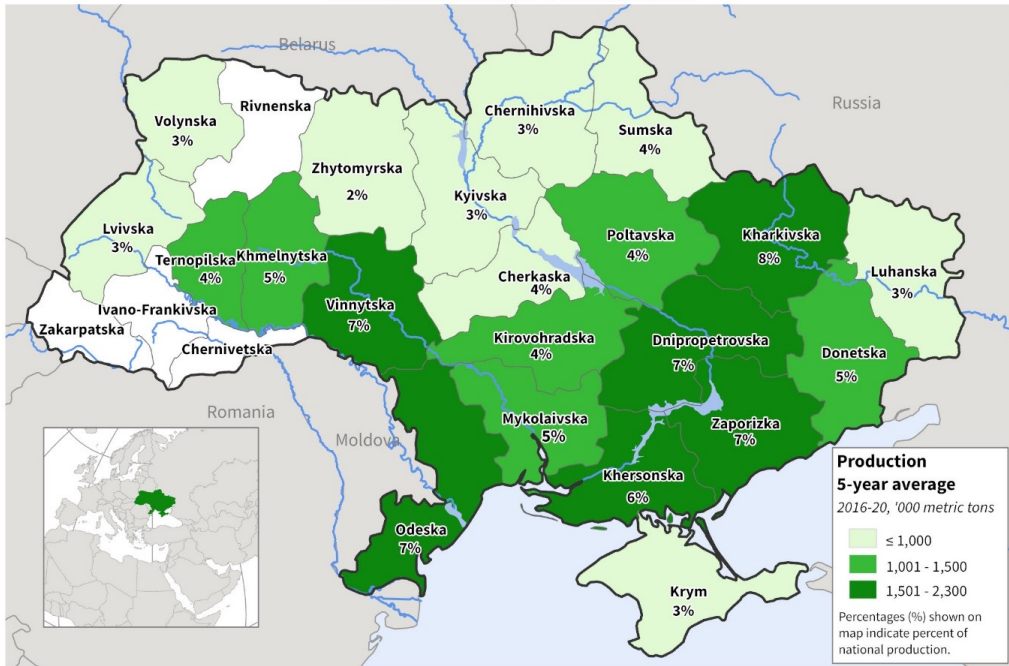 Belarus
Russia
Rivnenska
Volynska
3%
Chernihivska
3%
Sumska
4%
Zhytomyrska
2%
Kyivska
3%
Lvivska
3%
Ternopilska
4%
Khmelnytska
5%
Poltavska
4%
Kharkivska
8%
Luhanska
3%
Cherkaska
4%
Vinnytska
7%
Ivano-Frankivska
Zakarpatska
Chernivetska
Kirovohradska
4%
Dnipropetrovska
7%
Donetska
5%
Romania
Moldova
Mykolaivska
5%
Zaporizka
7%
Khersonska
6%
Odeska
7%
Krym
3%
Production
5-year average
2016-20, '000 metric tons
≤ 1,000
1,001 - 1,500
1,501 - 2,300
Percentages (%) shown on
map indicate percent of
national production.